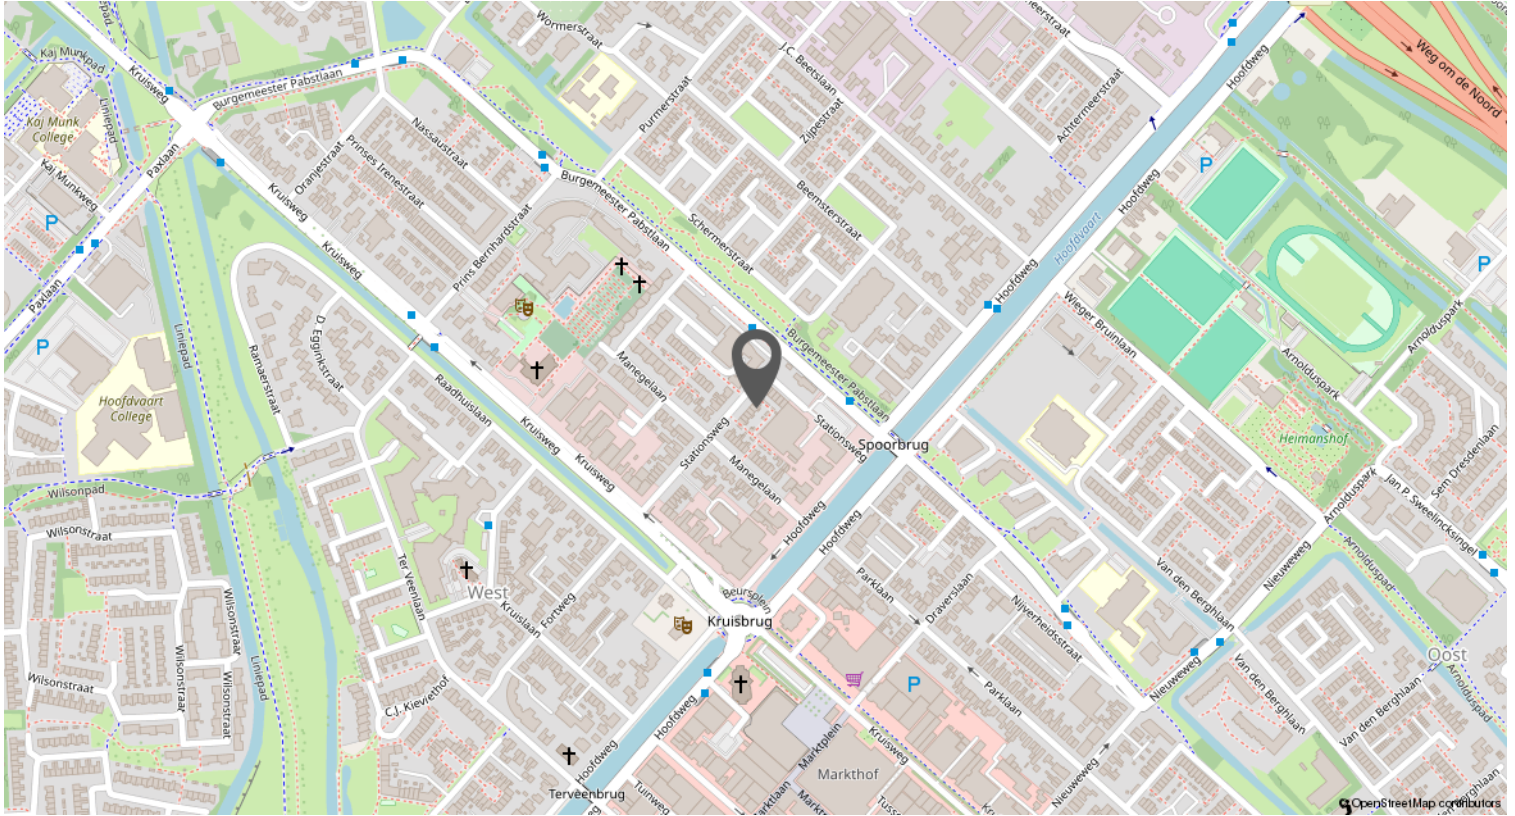 Wormerstraat
J.C. Beetslaan
Hoofdweg
Weg om de Noord
Kaj Munkpad
Kruisweg
Burgemeester Pabstlaan
Liniepad
Kaj Munk
College
Purmerstraat
Zijpestraat
Achtermeerstraat
Nassaustraat
Prinses Irenestraat
Oranjestraat
Paxlaan
Kaj Munkweg
P
P
Burgemeester Pabstlaan
Beemsterstraat
Hoofdweg
Kruisweg
Schermerstraat
Hoofdvaart
Prins Bernhardstraat
Kruisweg
Hoofdweg
P
Paxlaan
Wieger Bruinlaan
Arnolduspark
Liniepad
D. Egginkstraat
P
Burgemeester Pabstlaan
Ramaerstraat
Manegelaan
Arnolduspark
Raadhuislaan
Hoofdvaart
College
Stationsweg
Stationsweg
Spoorbrug
Heimanshof
Kruisweg
Kruisweg
Manegelaan
Sem Dresdenlaan
Arnolduspark
Jan P. Sweelincksingel
Wilsonpad
Wilsonstraat
Hoofdweg
Hoofdweg
Arnolduspad
Nieuweweg
Van den Berghlaan
Ter Veenlaan
West
Parklaan
Draverslaan
Nijverheidsstraat
Beursplein
Kruisbrug
Kruislaan
Fortweg
Wilsonstraat
Wilsonstraat
Wilsonstraat
Wilsonstraat
Liniepad
C.J. Kieviethof
Oost
Van den Berghlaan
Nieuweweg
P
Parklaan
Van den Berghlaan
Arnolduspad
Hoofdweg
Hoofdweg
Marktplein
Kruisweg
Markthof
Nieuweweg
Terveenbrug
Tuinweg
Marktlaan
© OpenStreetMap contributors